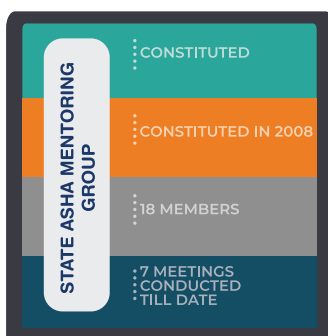 STATE ASHA MENTORING
GROUP
CONSTITUTED
CONSTITUTED IN 2008
18 MEMBERS
7 MEETINGS
CONDUCTED
TILL DATE